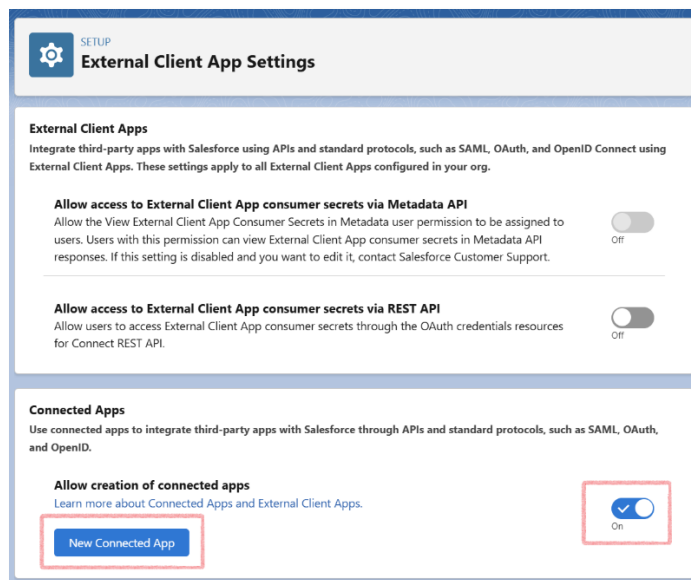 SETUP
External Client App Settings
External Client Apps
Integrate third-party apps with Salesforce using APIs and standard protocols, such as SAML, OAuth, and OpenID Connect using
External Client Apps. These settings apply to all External Client Apps configured in your org.
Allow access to External Client App consumer secrets via Metadata API
Allow the View External Client App Consumer Secrets in Metadata user permission to be assigned to
users. Users with this permission can view External Client App consumer secrets in Metadata API
responses. If this setting is disabled and you want to edit it, contact Salesforce Customer Support.
Off
Allow access to External Client App consumer secrets via REST API
Allow users to access External Client App consumer secrets through the OAuth credentials resources
for Connect REST API.
Off
Connected Apps
Use connected apps to integrate third-party apps with Salesforce through APIs and standard protocols, such as SAML, OAuth,
and OpenID.
Allow creation of connected apps
Learn more about Connected Apps and External Client Apps.
On
New Connected App